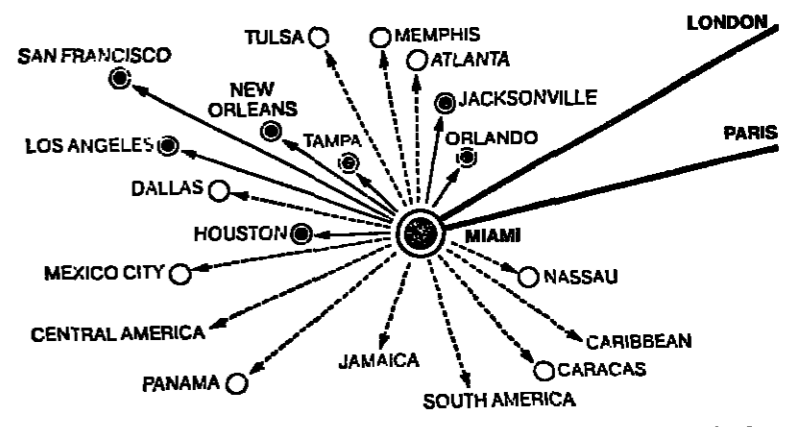 LONDON
TULSA
MEMPHIS
SAN FRANCISCO
ATLANTA
NEW
ORLEANS
JACKSONVILLE
PARIS
LOS ANGELES
TAMPA
ORLANDO
DALLAS
HOUSTON
MIAMI
MEXICO CITY
NASSAU
CENTRAL AMERICA
CARIBBEAN
JAMAICA
CARACAS
PANAMA
SOUTH AMERICA